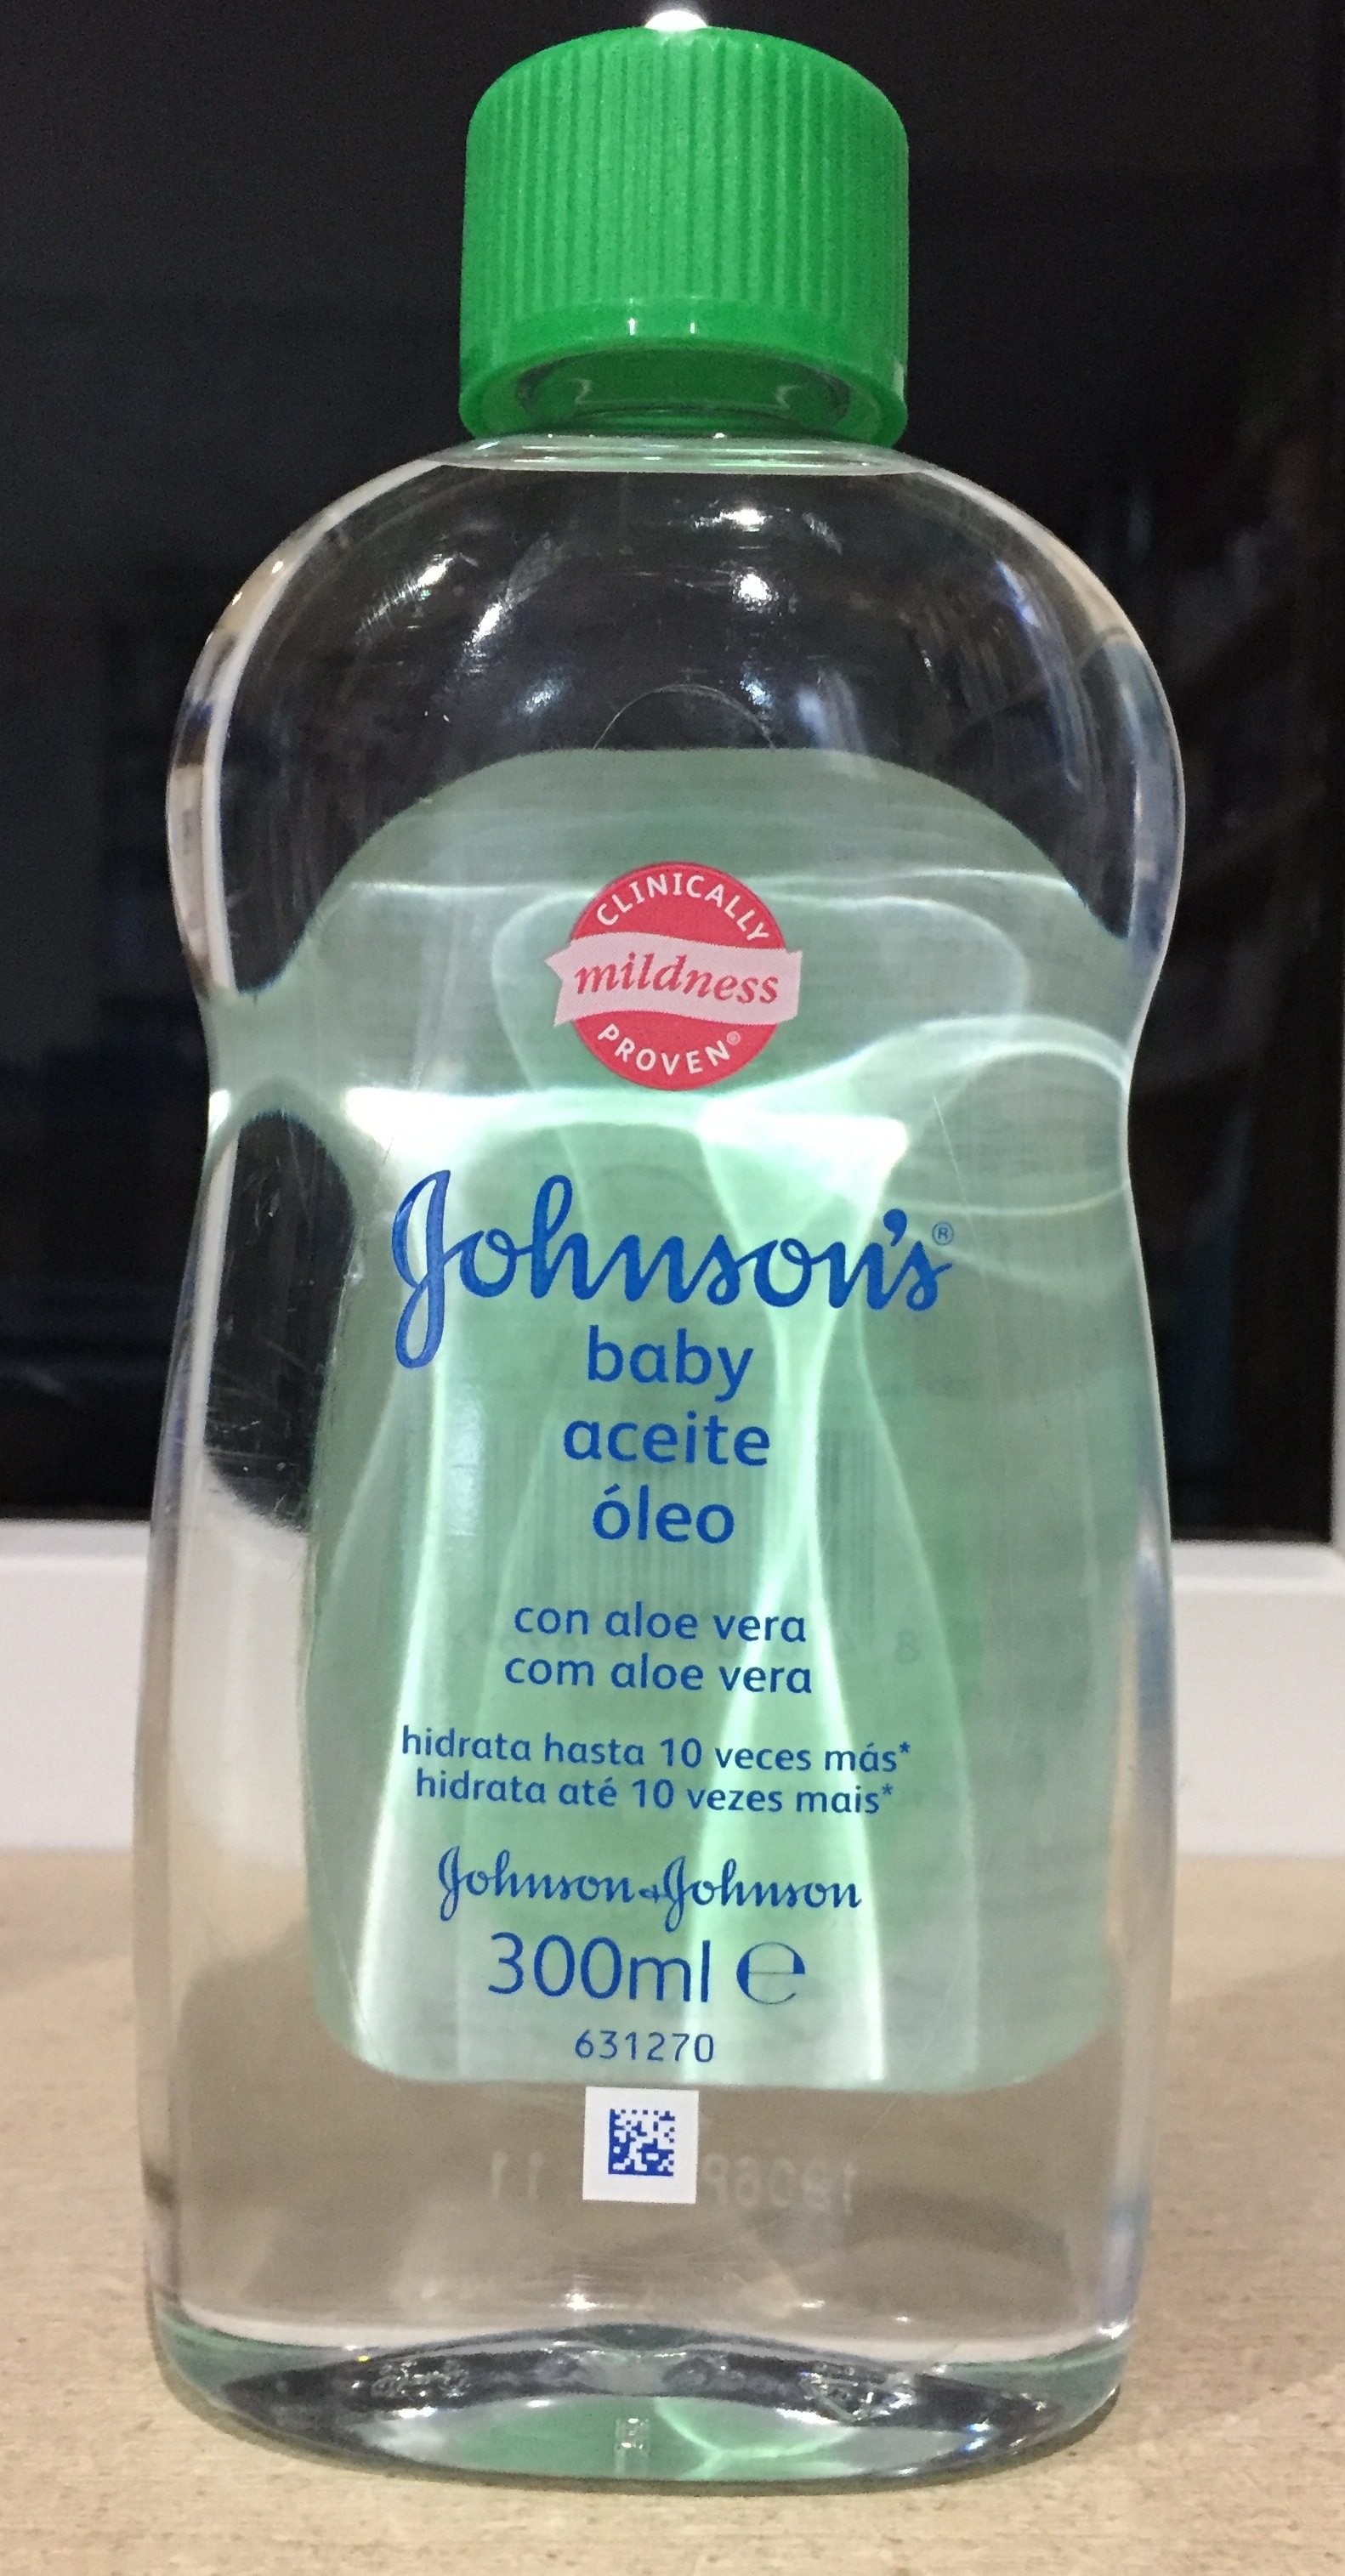 CLINICALLY
mildness
PROVEN®
Johnson's®
baby
aceite
óleo
con aloe vera
com aloe vera
hidrata hasta 10 veces más*
hidrata até 10 vezes mais*
Johnson & Johnson
300ml ℮
631270